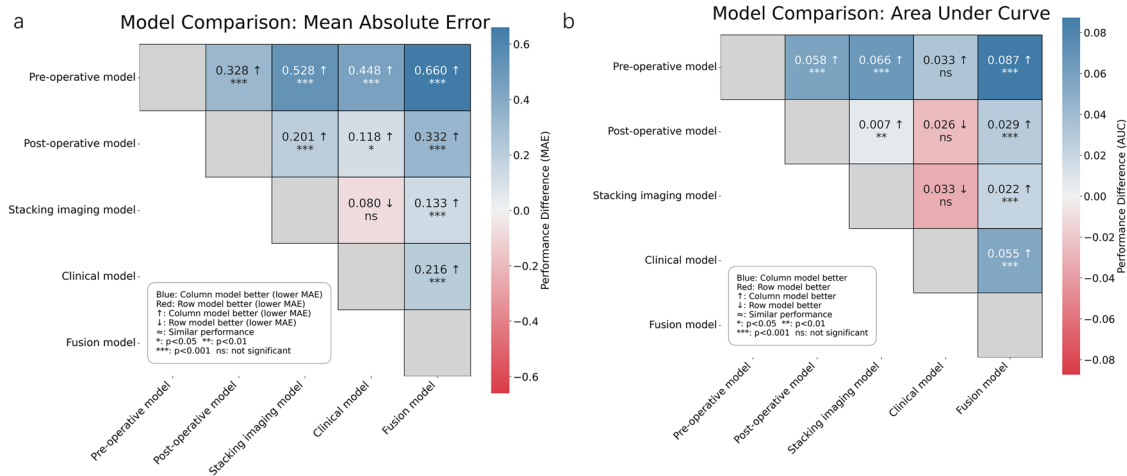 a
Model Comparison: Mean Absolute Error
Pre-operative model
0.328 ↑
***
0.528 ↑
***
0.448 ↑
***
0.660 ↑
***
Post-operative model
0.201 ↑
***
0.118 ↑
*
0.332 ↑
***
Stacking imaging model
0.080 ↓
ns
0.133 ↑
***
Clinical model
0.216 ↑
***
Fusion model
Blue: Column model better (lower MAE)
Red: Row model better (lower MAE)
↑: Column model better (lower MAE)
↓: Row model better (lower MAE)
≈: Similar performance
*: p<0.05 **: p<0.01
***: p<0.001 ns: not significant
Pre-operative model
Post-operative model
Stacking imaging model
Clinical model
Fusion model
0.6
0.4
0.2
0.0
−0.2
−0.4
−0.6
Performance Difference (MAE)
b
Model Comparison: Area Under Curve
Pre-operative model
0.058 ↑
***
0.066 ↑
***
0.033 ↑
ns
0.087 ↑
***
Post-operative model
0.007 ↑
**
0.026 ↓
ns
0.029 ↑
***
Stacking imaging model
0.033 ↓
ns
0.022 ↑
***
Clinical model
0.055 ↑
***
Fusion model
Blue: Column model better
Red: Row model better
↑: Column model better
↓: Row model better
≈: Similar performance
*: p<0.05 **: p<0.01
***: p<0.001 ns: not significant
Pre-operative model
Post-operative model
Stacking imaging model
Clinical model
Fusion model
0.08
0.06
0.04
0.02
0.00
−0.02
−0.04
−0.06
−0.08
Performance Difference (AUC)